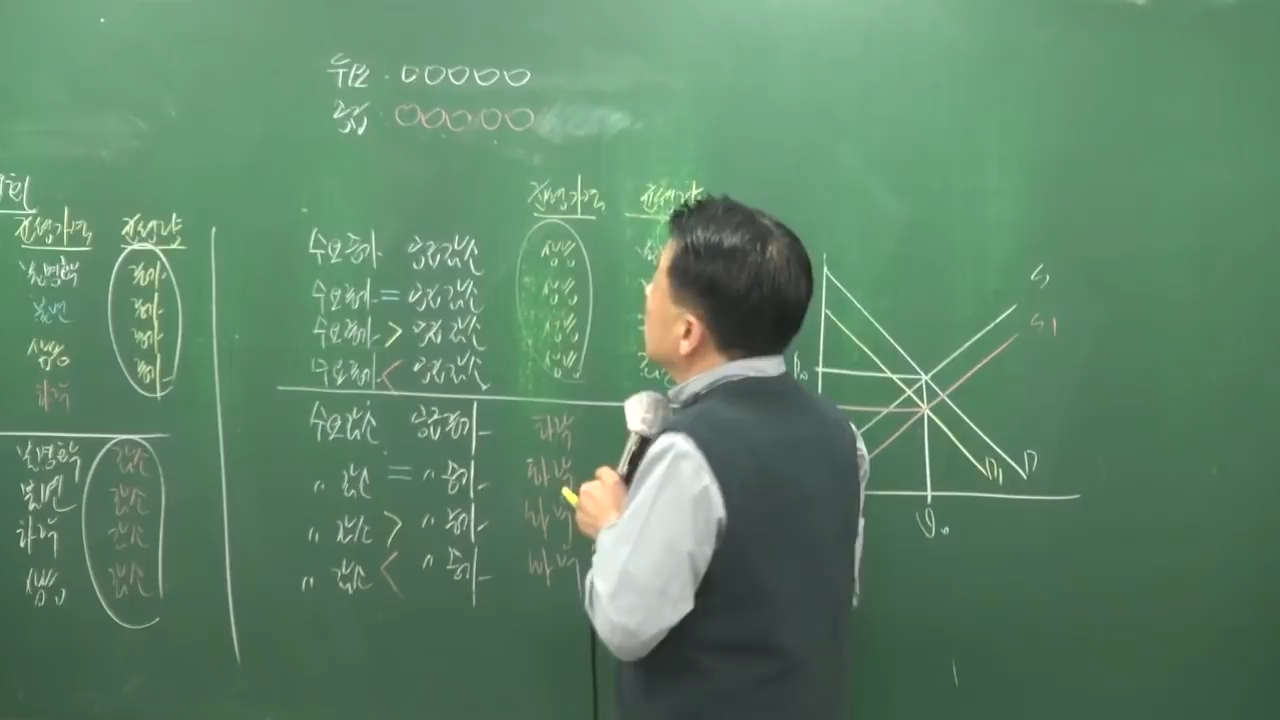 수요 · ○○○○○
공급 · ○○○○○
균형가격 균형량
불명확 증가
불변 증가
상승 증가
하락 증가
불명확 감소
불변 감소
하락 감소
상승 감소
균형가격 균형량
수요증가 공급감소 상승
수요증가 = 공급감소 상승
수요증가 > 공급감소 상승
수요증가 < 공급감소 상승
수요감소 공급증가 하락
〃 감소 = 〃 증가 하락
〃 감소 > 〃 증가 하락
〃 감소 < 〃 증가 하락
S
S1
P0
D1 D
Q0